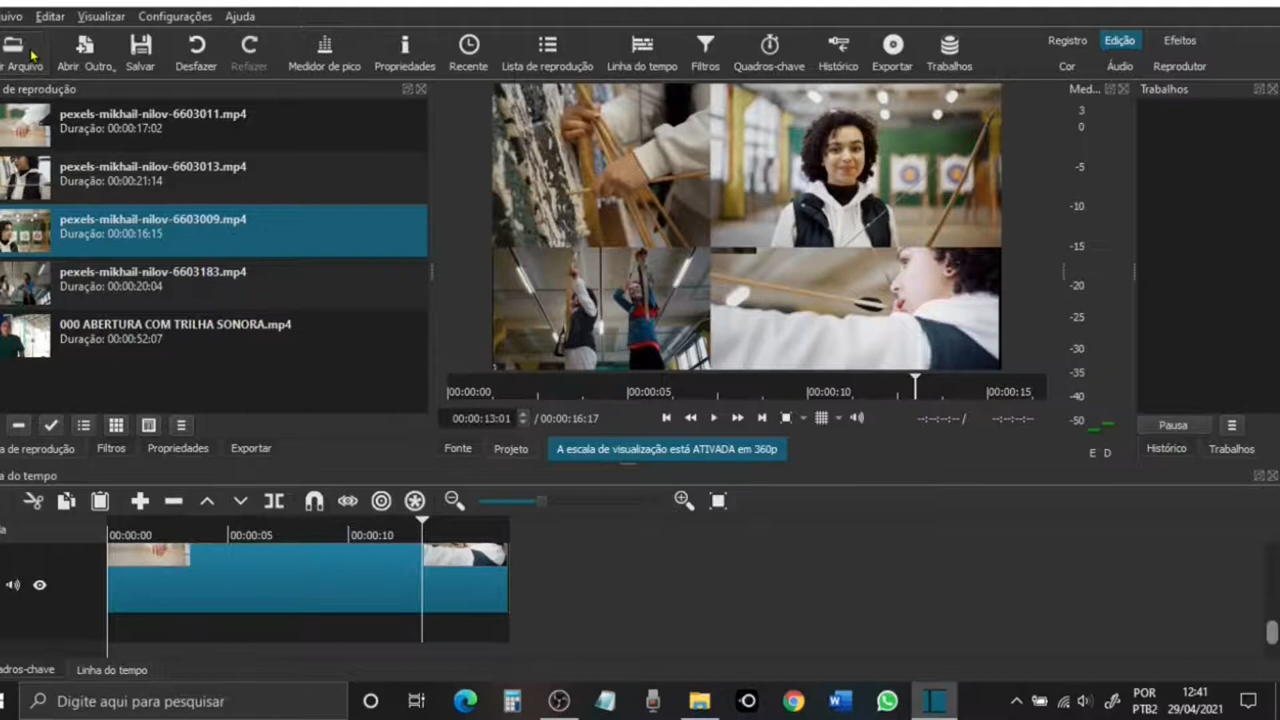 uivo Editar Visualizar Configurações Ajuda
r Arquivo Abrir Outro... Salvar Desfazer Refazer Medidor de pico Propriedades Recente Lista de reprodução Linha do tempo Filtros Quadros-chave Histórico Exportar Trabalhos
Registro Edição Efeitos
Cor Áudio Reprodutor
de reprodução
pexels-mikhail-nilov-6603011.mp4
Duração: 00:00:17:02
pexels-mikhail-nilov-6603013.mp4
Duração: 00:00:21:14
pexels-mikhail-nilov-6603009.mp4
Duração: 00:00:16:15
pexels-mikhail-nilov-6603183.mp4
Duração: 00:00:20:04
000 ABERTURA COM TRILHA SONORA.mp4
Duração: 00:00:52:07
a de reprodução Filtros Propriedades Exportar
|00:00:00 |00:00:05 |00:00:10 |00:00:15
00:00:13:01 / 00:00:16:17 --:--:--:-- / --:--:--:--
Fonte Projeto A escala de visualização está ATIVADA em 360p
Med...
3
0
-5
-10
-15
-20
-25
-30
-35
-40
-50
E D
Trabalhos
Pausa
Histórico Trabalhos
a do tempo
00:00:00 00:00:05 00:00:10
adros-chave Linha do tempo
Digite aqui para pesquisar
POR
PTB2
12:41
29/04/2021